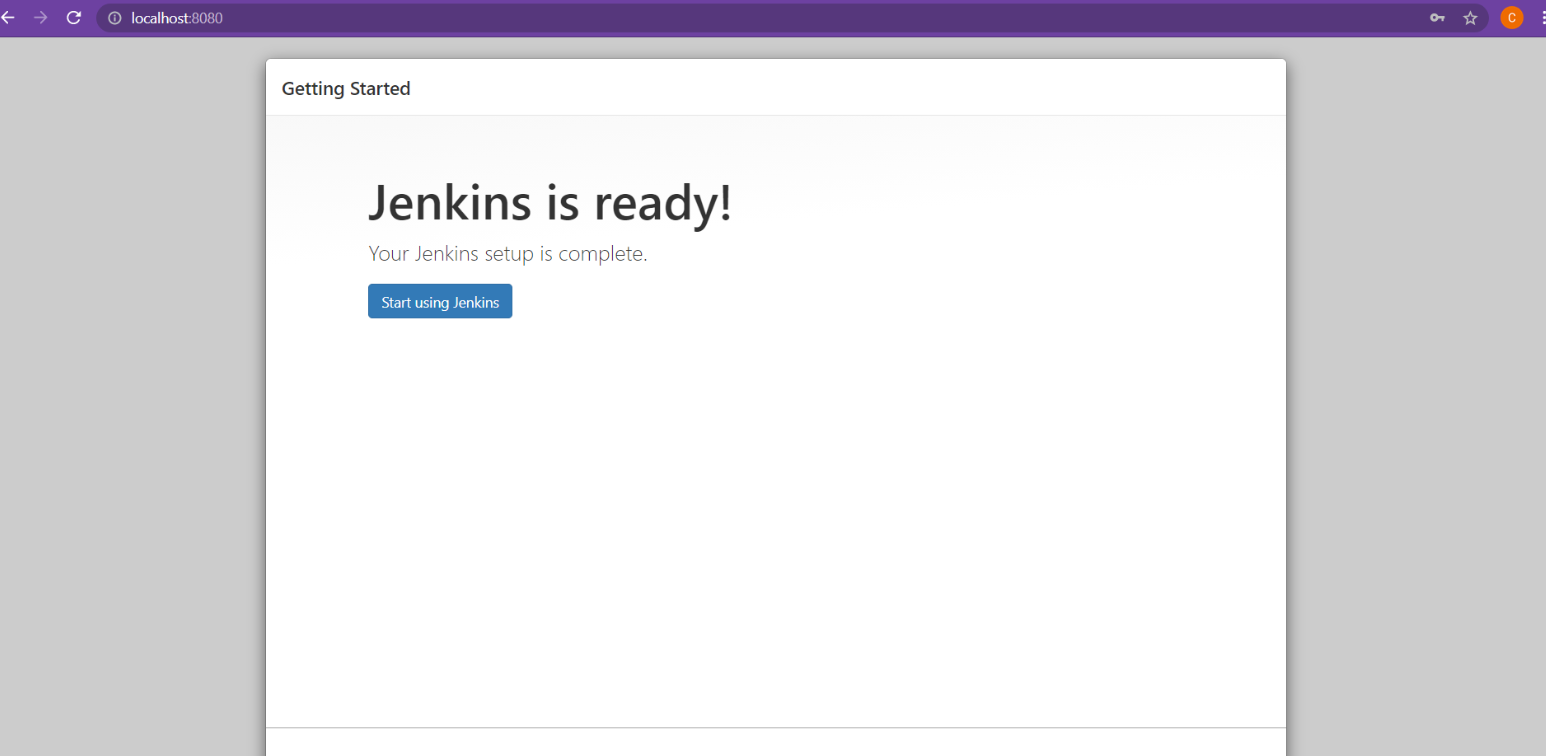 localhost:8080
C
Getting Started
Jenkins is ready!
Your Jenkins setup is complete.
Start using Jenkins